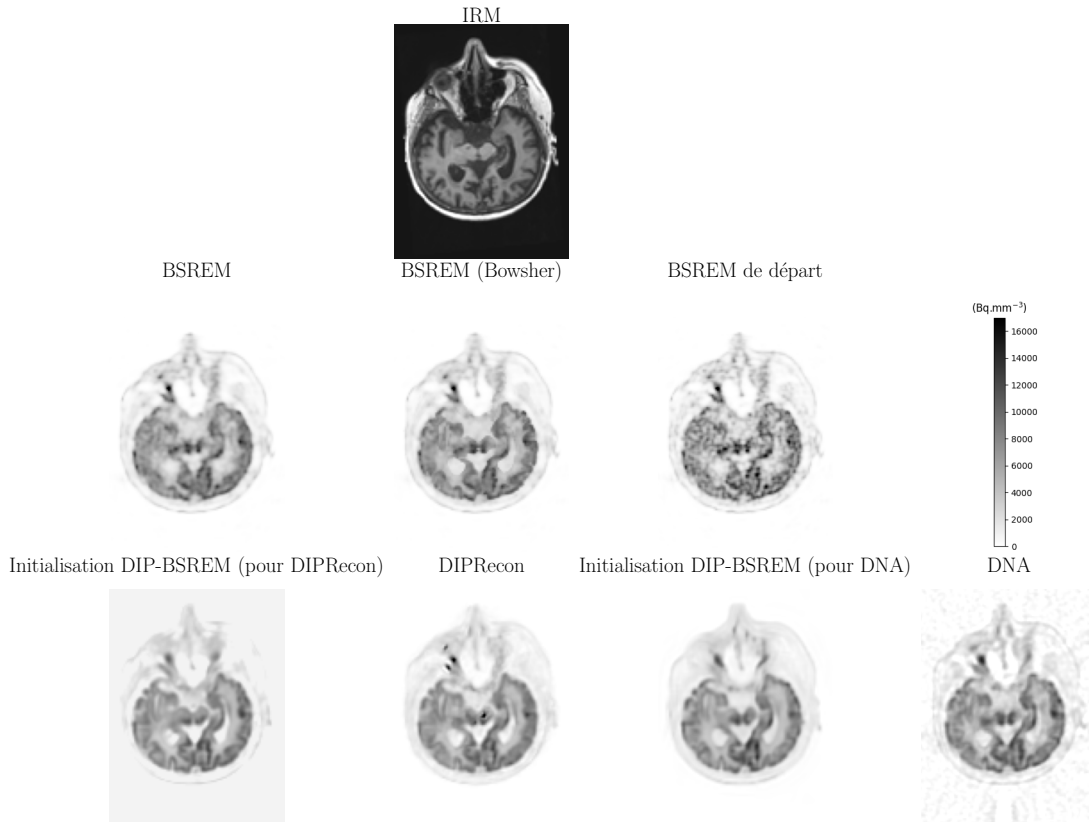 IRM
BSREM
BSREM (Bowsher)
BSREM de départ
(Bq.mm⁻³)
16000
14000
12000
10000
8000
6000
4000
2000
0
Initialisation DIP-BSREM (pour DIPRecon)
DIPRecon
Initialisation DIP-BSREM (pour DNA)
DNA